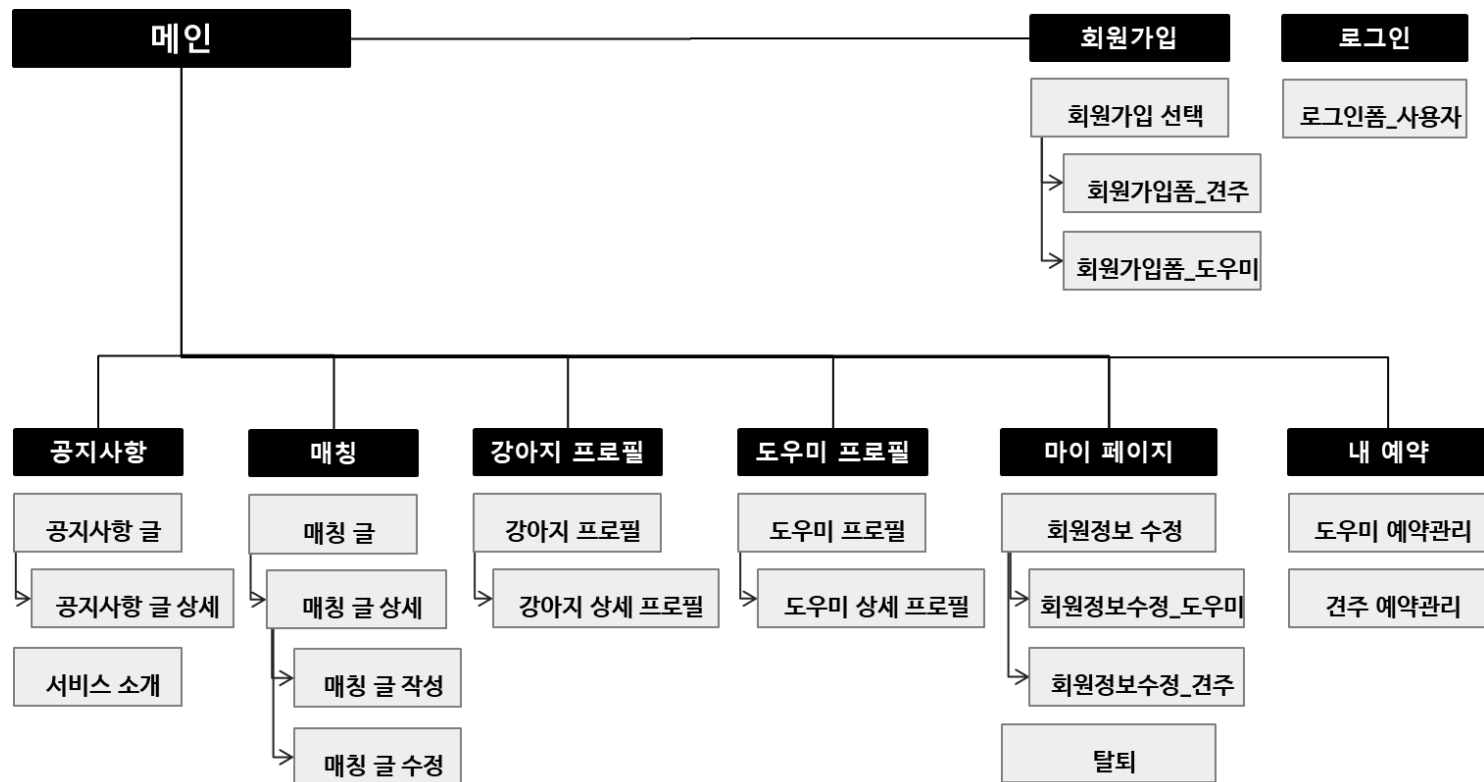 메인
회원가입
로그인
회원가입 선택
로그인폼_사용자
회원가입폼_견주
회원가입폼_도우미
공지사항
매칭
강아지 프로필
도우미 프로필
마이 페이지
내 예약
공지사항 글
매칭 글
강아지 프로필
도우미 프로필
회원정보 수정
도우미 예약관리
공지사항 글 상세
매칭 글 상세
강아지 상세 프로필
도우미 상세 프로필
회원정보수정_도우미
견주 예약관리
서비스 소개
매칭 글 작성
회원정보수정_견주
매칭 글 수정
탈퇴